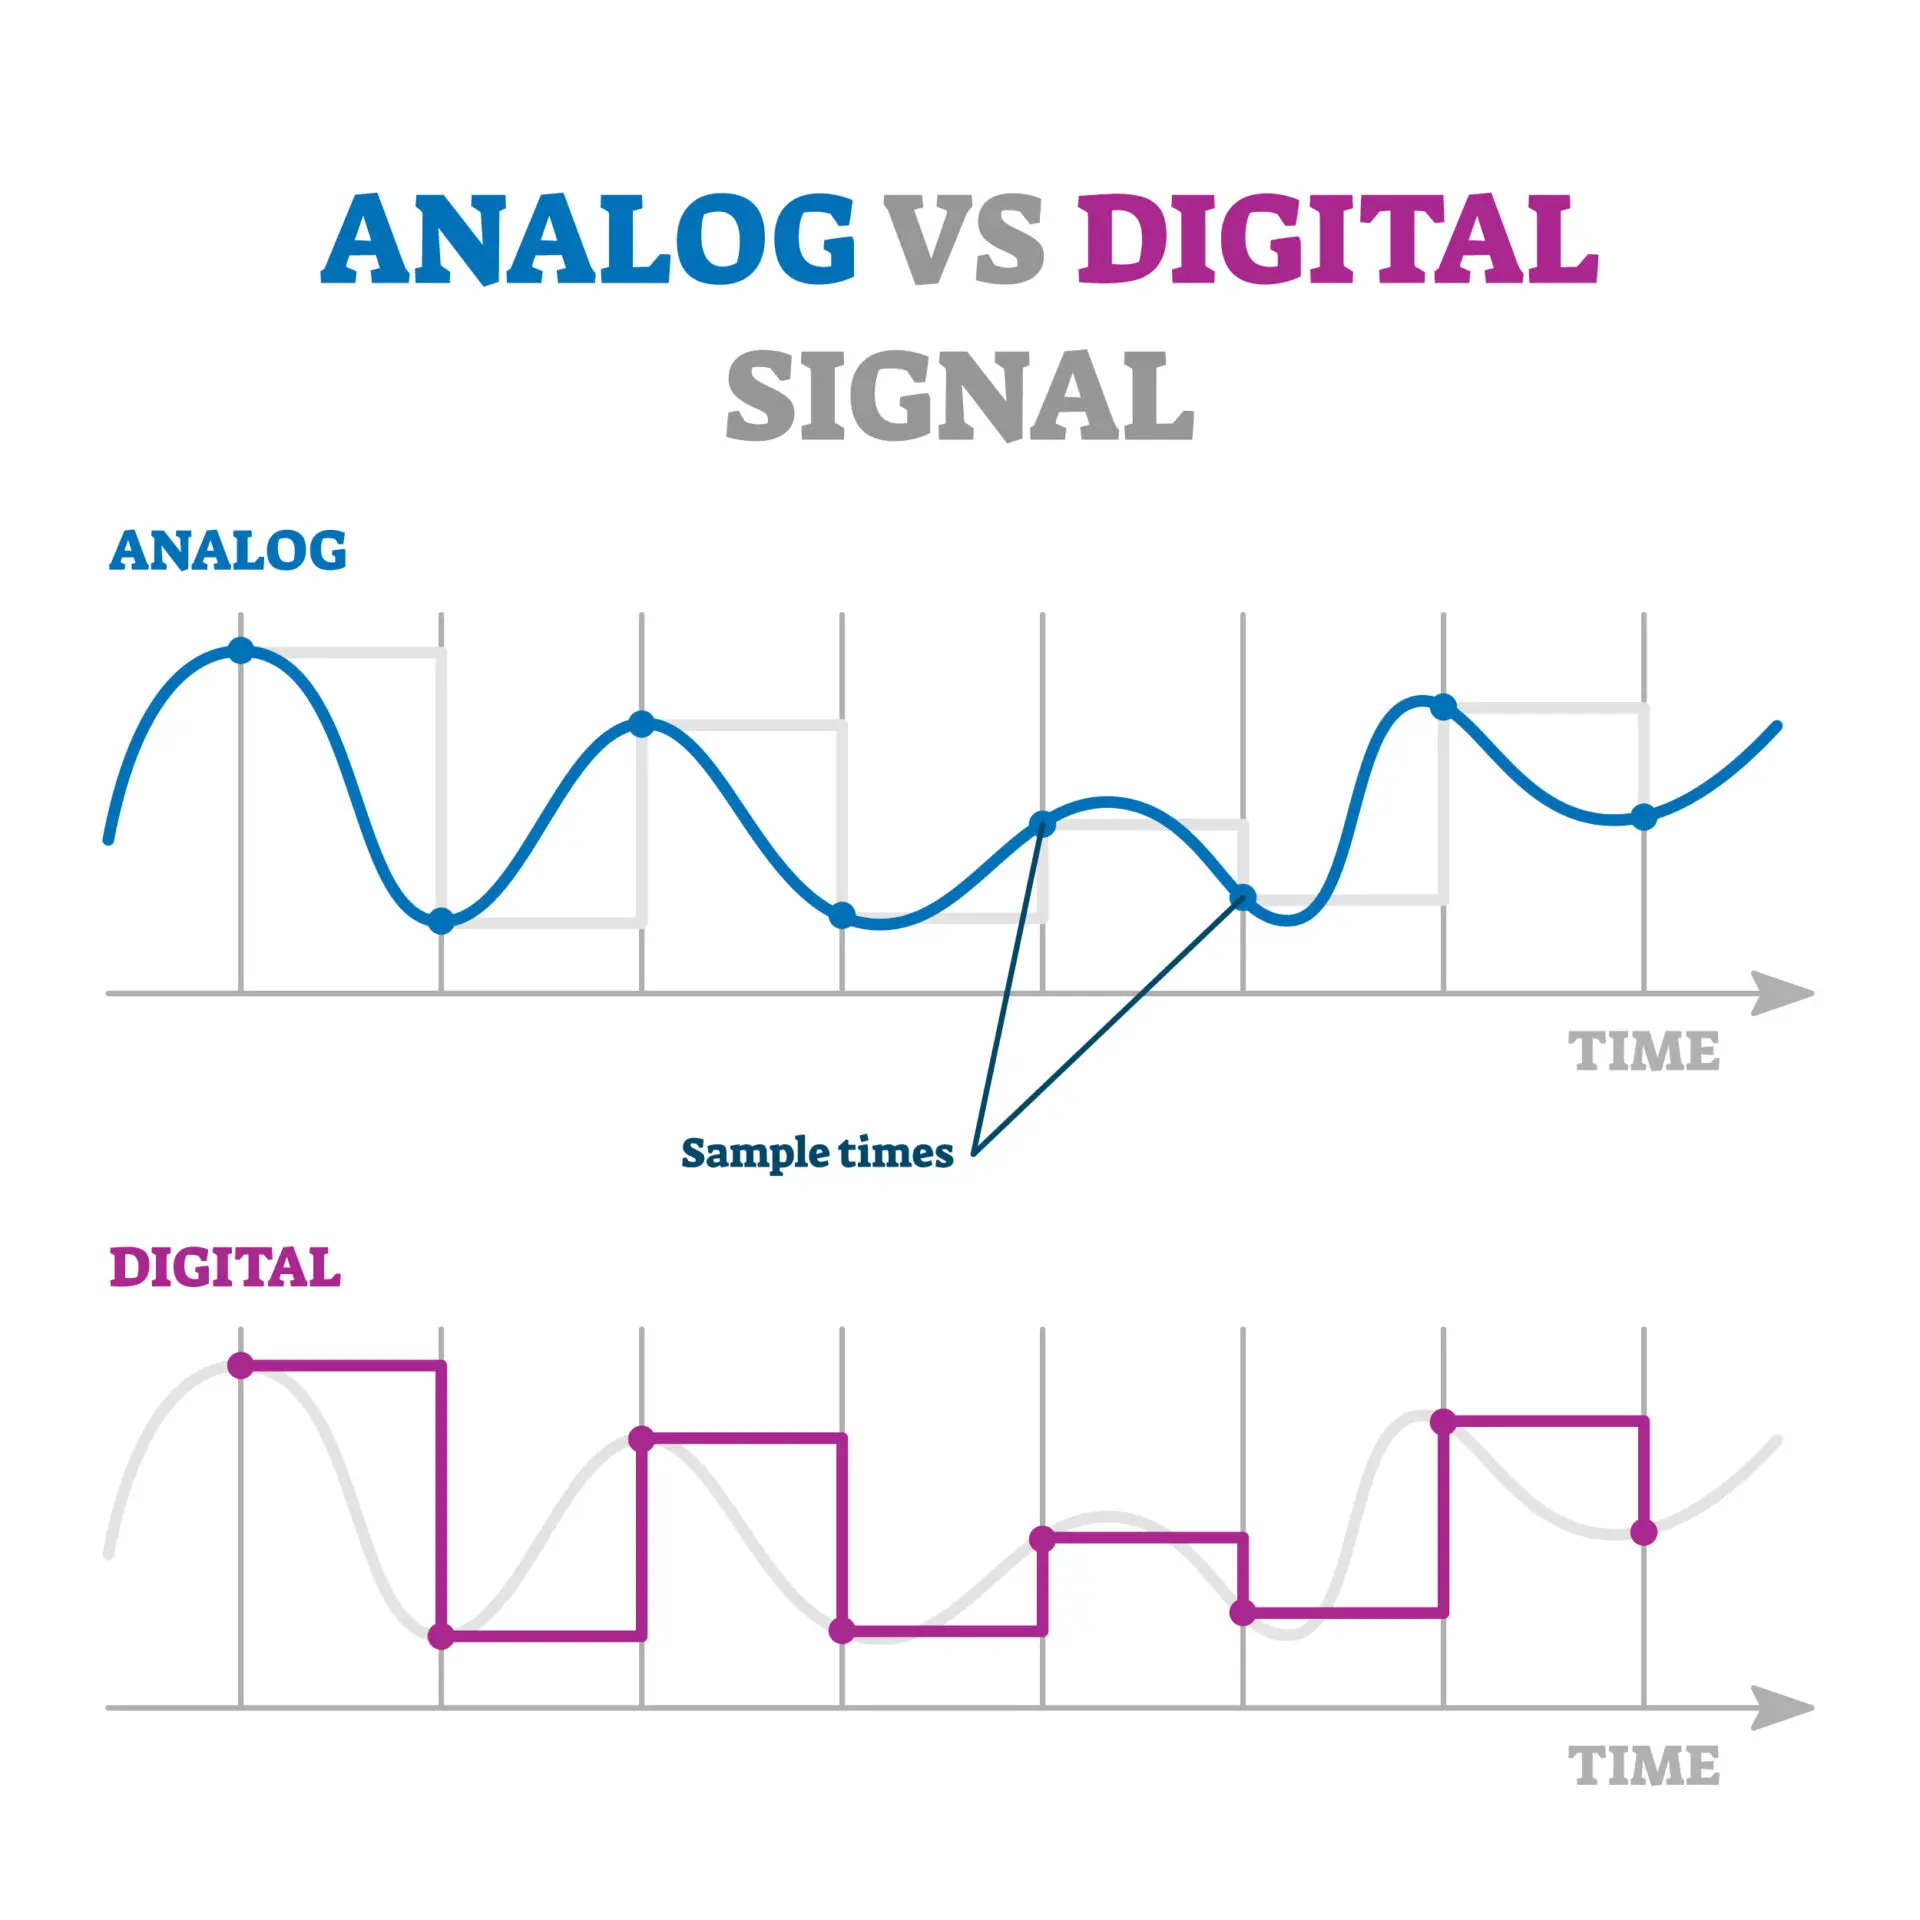 ANALOG VS DIGITAL
SIGNAL
ANALOG
TIME
Sample times
DIGITAL
TIME